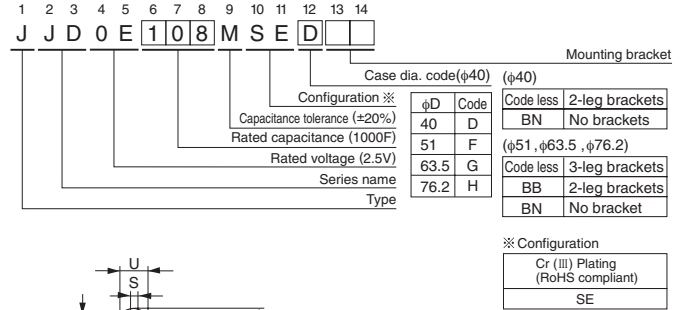 1 2 3 4 5 6 7 8 9 10 11 12 13 14
J J D 0 E 1 0 8 M S E D
Mounting bracket
Case dia. code(φ40)
Configuration ※
Capacitance tolerance (±20%)
Rated capacitance (1000F)
Rated voltage (2.5V)
Series name
Type
φD Code
40 D
51 F
63.5 G
76.2 H
(φ40)
Code less 2-leg brackets
BN No brackets
(φ51 ,φ63.5 ,φ76.2)
Code less 3-leg brackets
BB 2-leg brackets
BN No bracket
※ Configuration
Cr (Ⅲ) Plating
(RoHS compliant)
SE
U
S